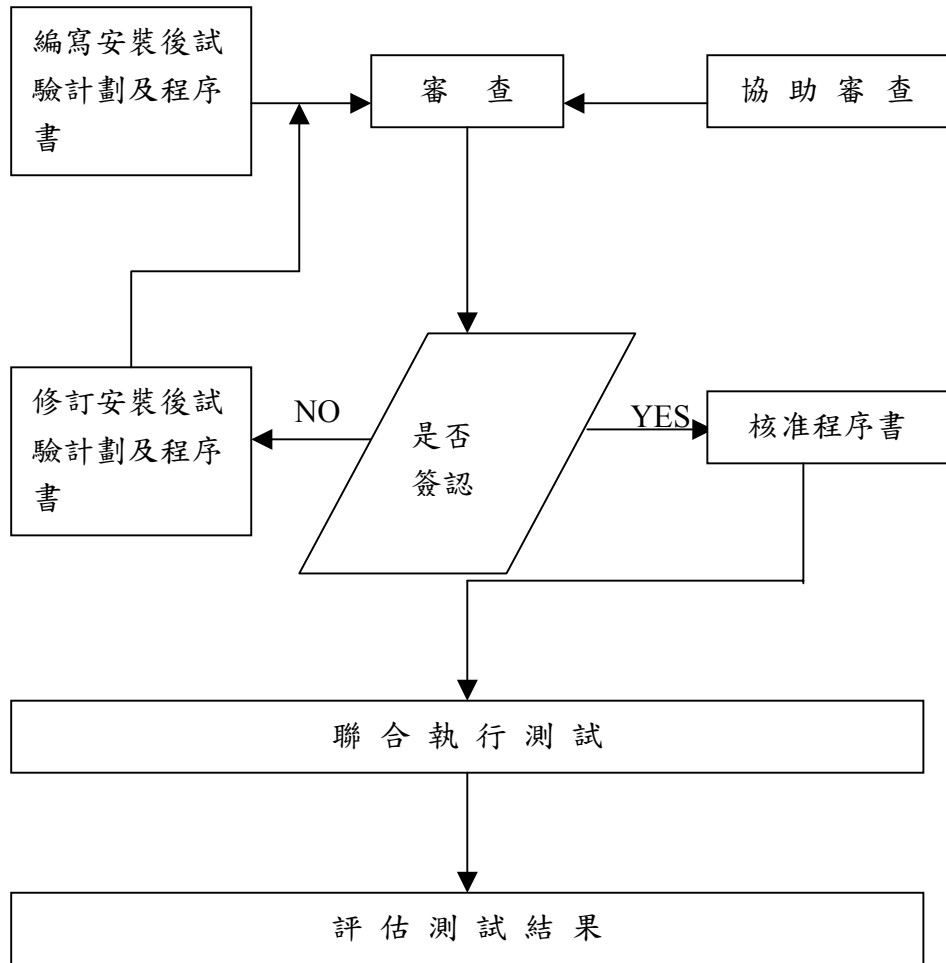 編寫安裝後試
驗計劃及程序
書
審 查
協 助 審 查
修訂安裝後試
驗計劃及程序
書
NO
是否
簽認
YES
核准程序書
聯 合 執 行 測 試
評 估 測 試 結 果